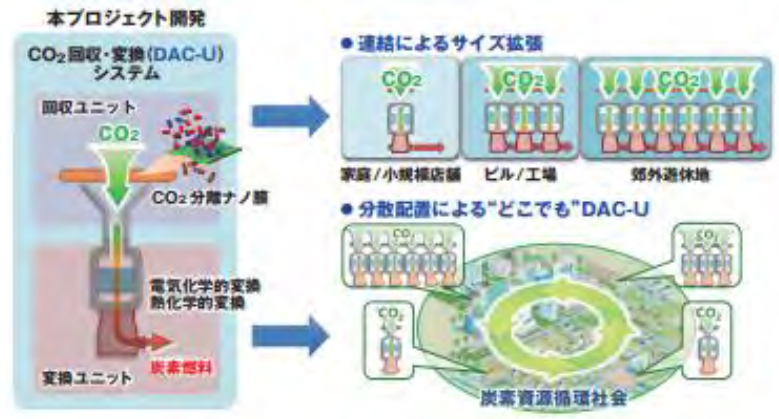 本プロジェクト開発
CO₂回収・変換(DAC-U)
システム
回収ユニット
CO₂
CO₂分離ナノ膜
電気化学的変換
熱化学的変換
炭素燃料
変換ユニット
● 連結によるサイズ拡張
CO₂
CO₂
CO₂
家庭/小規模店舗
ビル/工場
郊外遊休地
● 分散配置による“どこでも”DAC-U
CO₂
CO₂
CO₂
CO₂
炭素資源循環社会